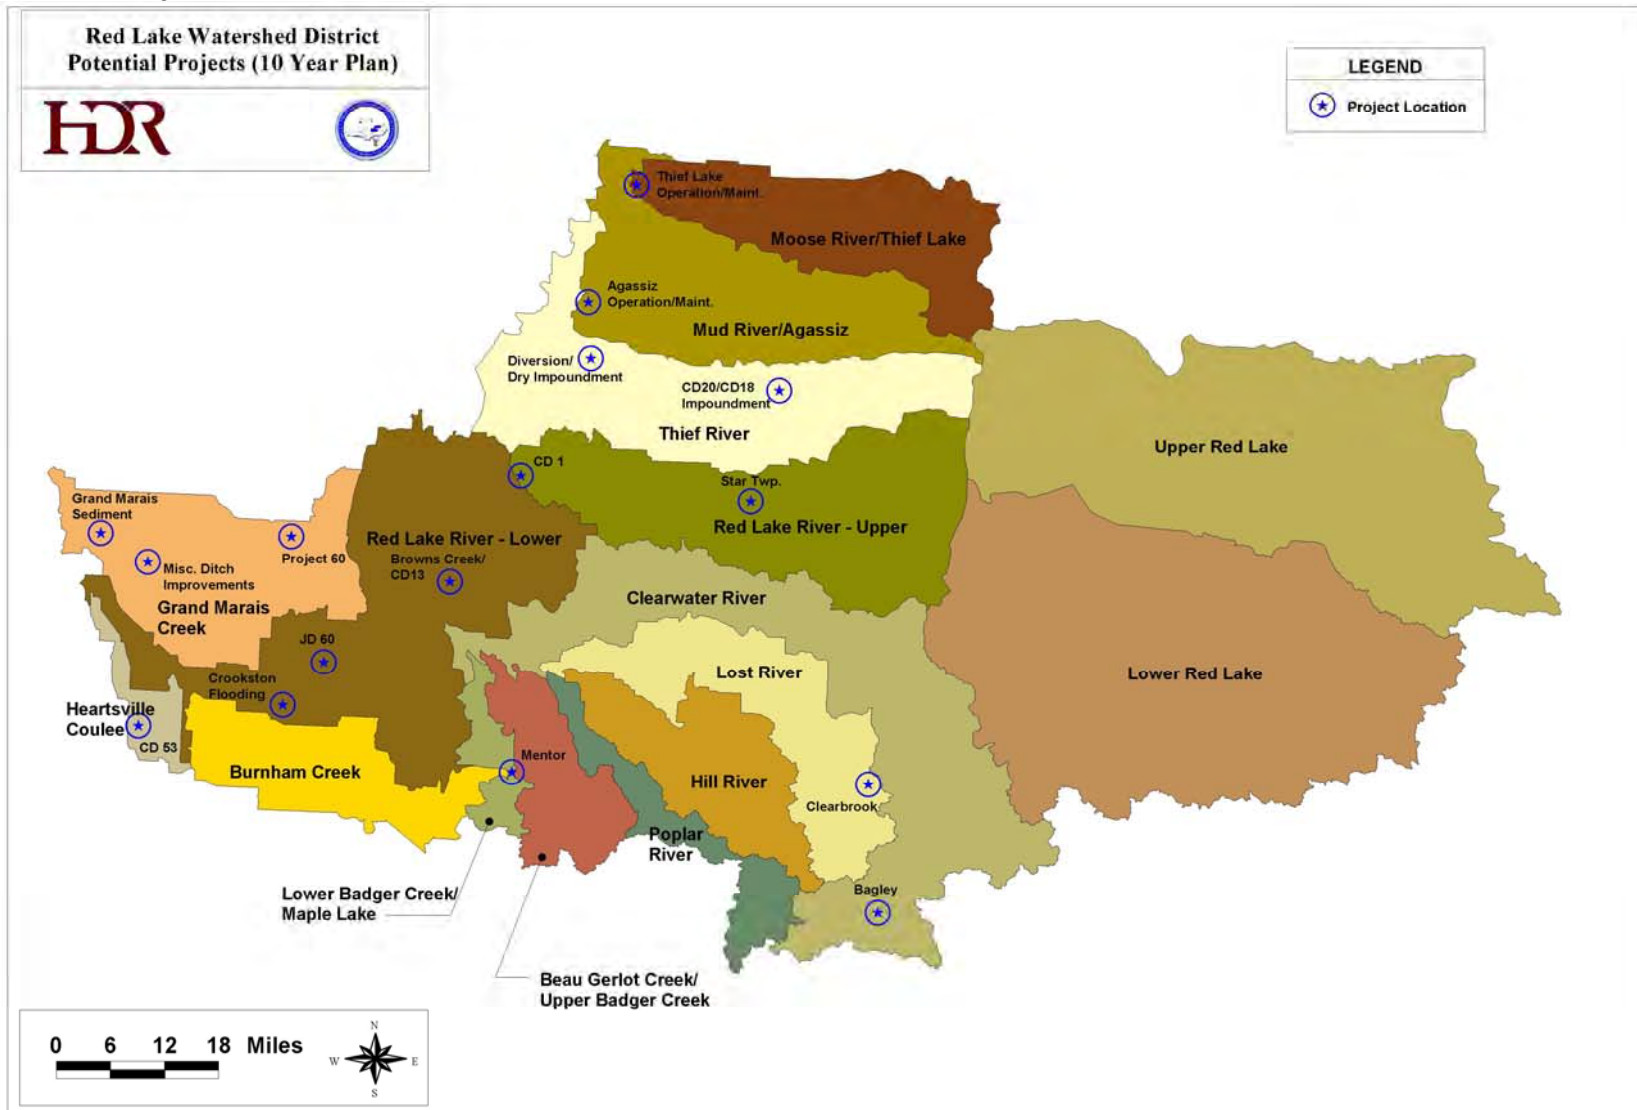 Red Lake Watershed District
Potential Projects (10 Year Plan)
HDR
LEGEND
Project Location
Thief Lake
Operation/Maint.
Moose River/Thief Lake
Agassiz
Operation/Maint.
Mud River/Agassiz
Diversion/
Dry Impoundment
CD20/CD18
Impoundment
Thief River
Upper Red Lake
CD 1
Star Twp.
Red Lake River - Upper
Grand Marais
Sediment
Red Lake River - Lower
Project 60
Browns Creek/
CD13
Misc. Ditch
Improvements
Grand Marais
Creek
Clearwater River
JD 60
Lost River
Lower Red Lake
Crookston
Flooding
Heartsville
Coulee
CD 53
Mentor
Burnham Creek
Hill River
Clearbrook
Poplar
River
Lower Badger Creek/
Maple Lake
Bagley
Beau Gerlot Creek/
Upper Badger Creek
0 6 12 18 Miles
N
W E
S